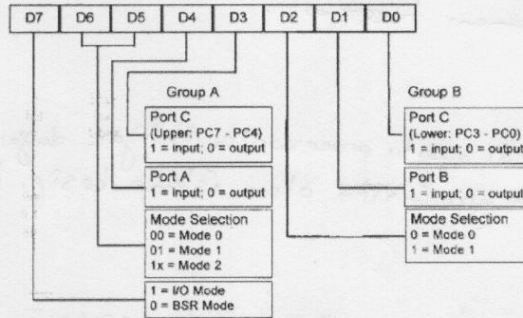 D7 D6 D5 D4 D3 D2 D1 D0
Group A
Group B
Port C
(Upper: PC7 - PC4)
1 = input; 0 = output
Port A
1 = input; 0 = output
Mode Selection
00 = Mode 0
01 = Mode 1
1x = Mode 2
1 = I/O Mode
0 = BSR Mode
Port C
(Lower: PC3 - PC0)
1 = input; 0 = output
Port B
1 = input; 0 = output
Mode Selection
0 = Mode 0
1 = Mode 1